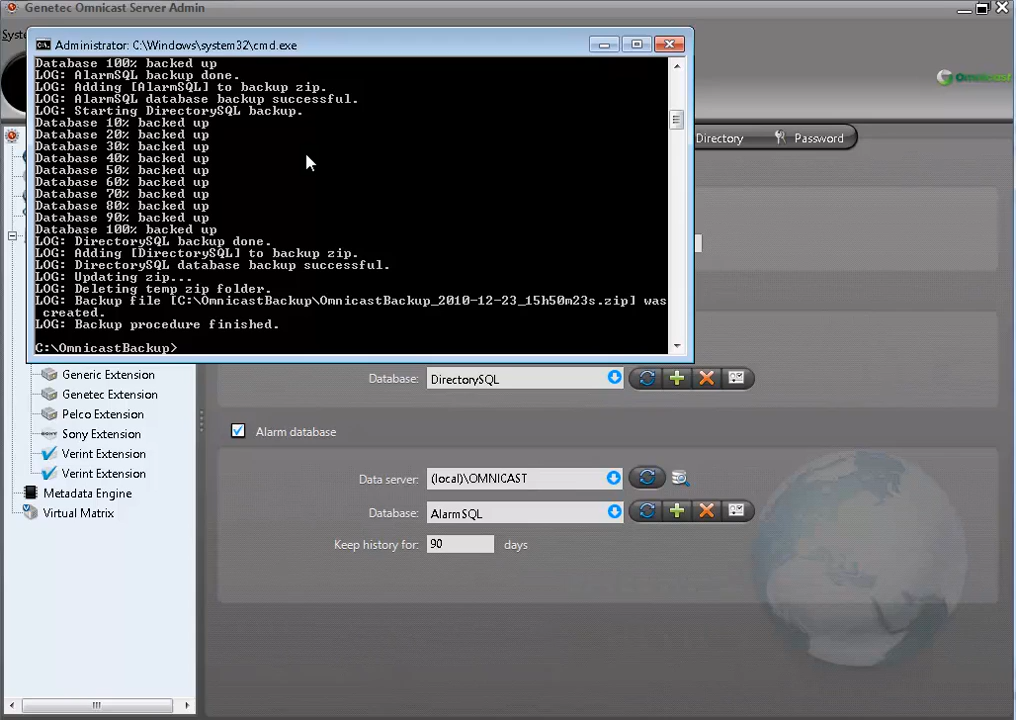 Genetec Omnicast Server Admin
Administrator: C:\Windows\system32\cmd.exe
Database 100% backed up
LOG: AlarmSQL backup done.
LOG: Adding [AlarmSQL] to backup zip.
LOG: AlarmSQL database backup successful.
LOG: Starting DirectorySQL backup.
Database 10% backed up
Database 20% backed up
Database 30% backed up
Database 40% backed up
Database 50% backed up
Database 60% backed up
Database 70% backed up
Database 80% backed up
Database 90% backed up
Database 100% backed up
LOG: DirectorySQL backup done.
LOG: Adding [DirectorySQL] to backup zip.
LOG: DirectorySQL database backup successful.
LOG: Updating zip...
LOG: Deleting temp zip folder.
LOG: Backup file [C:\OmnicastBackup\OmnicastBackup_2010-12-23_15h50m23s.zip] was
created.
LOG: Backup procedure finished.
C:\OmnicastBackup>
Directory Password
Generic Extension
Genetec Extension
Pelco Extension
Sony Extension
Verint Extension
Verint Extension
Metadata Engine
Virtual Matrix
Database: DirectorySQL
Alarm database
Data server: (local)\OMNICAST
Database: AlarmSQL
Keep history for: 90 days